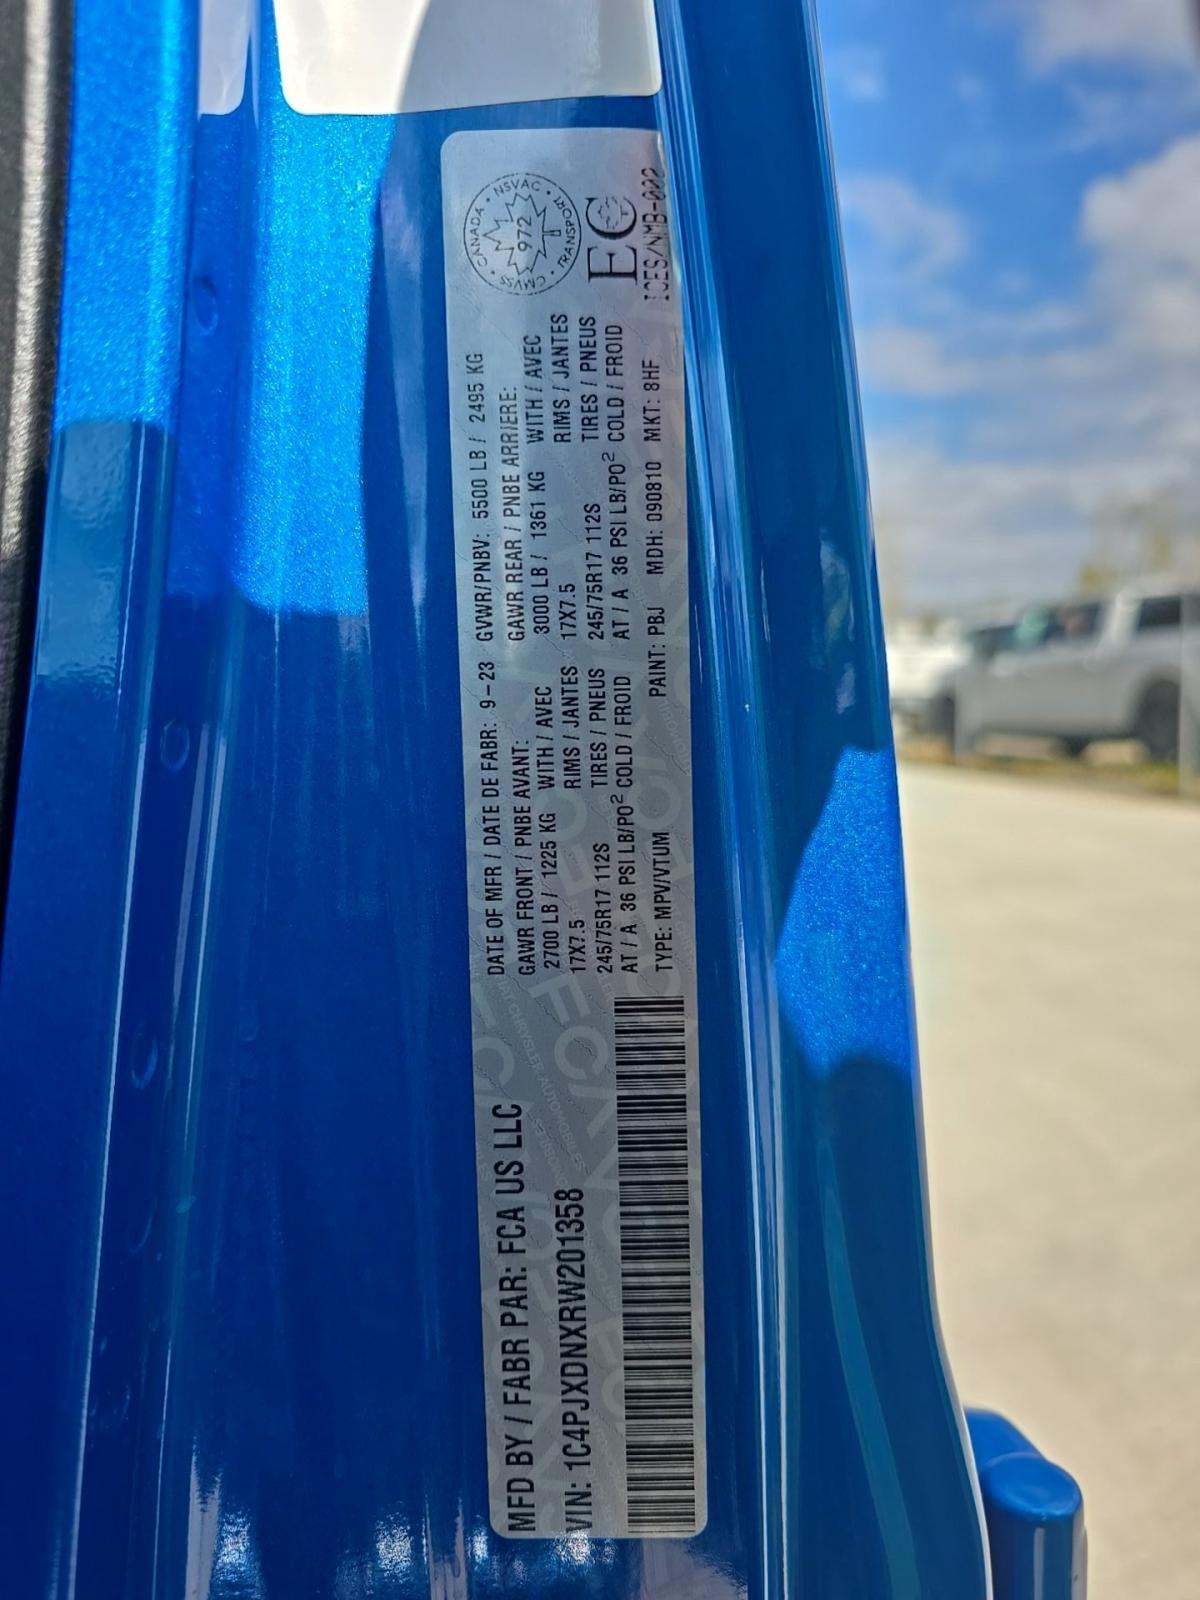 MFD BY / FABR PAR: FCA US LLC
VIN: 1C4PJXDNXRW201358
DATE OF MFR / DATE DE FABR: 9-23 GVWR/PNBV: 5500 LB / 2495 KG
GAWR FRONT / PNBE AVANT: GAWR REAR / PNBE ARRIERE:
2700 LB / 1225 KG WITH / AVEC 3000 LB / 1361 KG WITH / AVEC
17X7.5 RIMS / JANTES 17X7.5 RIMS / JANTES
245/75R17 112S TIRES / PNEUS 245/75R17 112S TIRES / PNEUS
AT / A 36 PSI LB/PO² COLD / FROID AT / A 36 PSI LB/PO² COLD / FROID
TYPE: MPV/VTUM PAINT: PBJ MDH: 090810 MKT: 8HF
CANADA • NSVAC • TRANSPORT • CMVSS •
972
EC
ICES/NMB-002